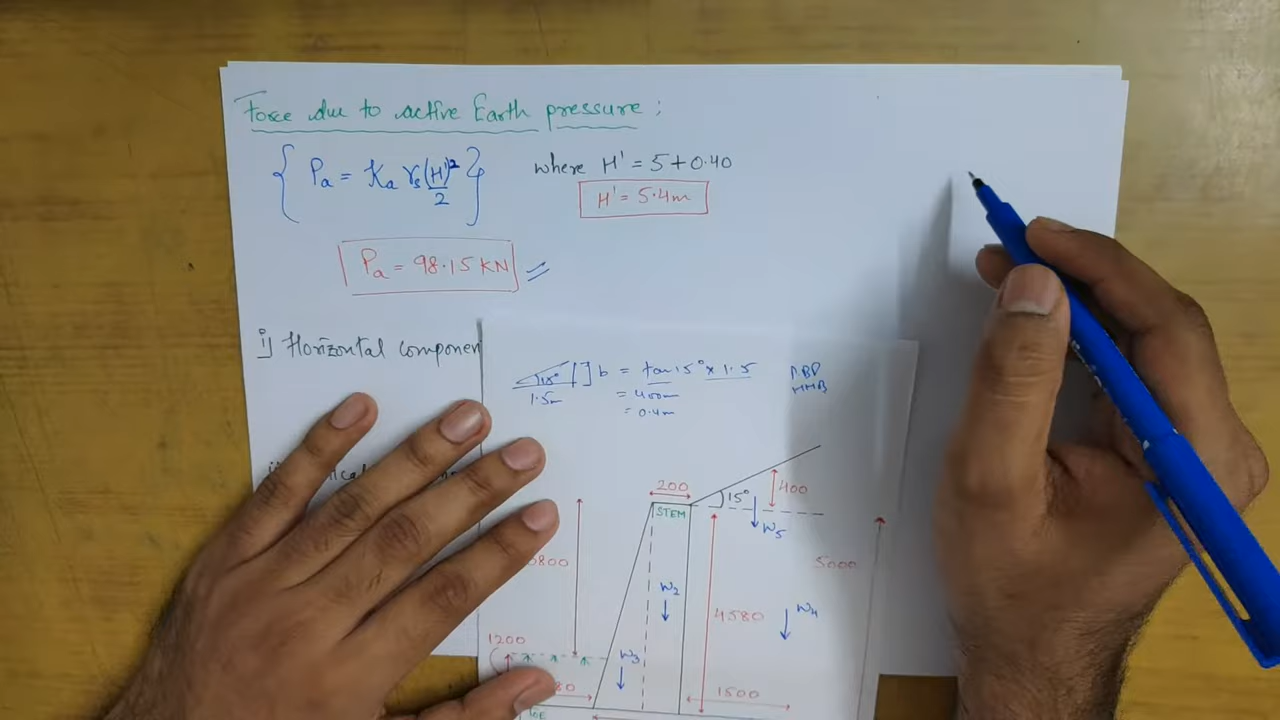 Force due to active Earth pressure :
{ Pa = Ka γs (H')²/2 } where H' = 5 + 0.40
H' = 5.4m
Pa = 98.15 KN
i) Horizontal componen
15° ] b = tan 15° x 1.5
1.5m
= 400m
= 0.4m
200
15°
400
STEM
W5
5000
W2
4580
W4
1200
W3
1500